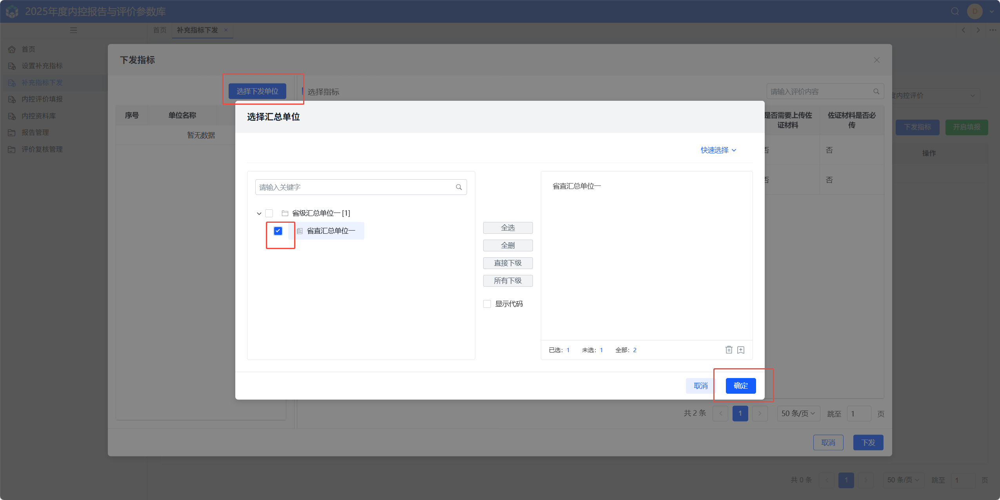 2025年度内控报告与评价参数库
D
首页
补充指标下发
首页
设置补充指标
补充指标下发
内控评价填报
内控资料库
报告管理
评价复核管理
下发指标
选择下发单位
选择指标
请输入评价内容
度内控评价
序号
单位名称
暂无数据
是否需要上传佐证材料
佐证材料是否必传
否
否
否
否
下发指标
开启填报
操作
选择汇总单位
快速选择
请输入关键字
省级汇总单位一 [1]
省直汇总单位一
全选
全删
直接下级
所有下级
显示代码
省直汇总单位一
已选：1
未选：1
全部：2
取消
确定
共 2 条
1
50 条/页
跳至
1
页
取消
下发
共 0 条
1
50 条/页
跳至
1
页